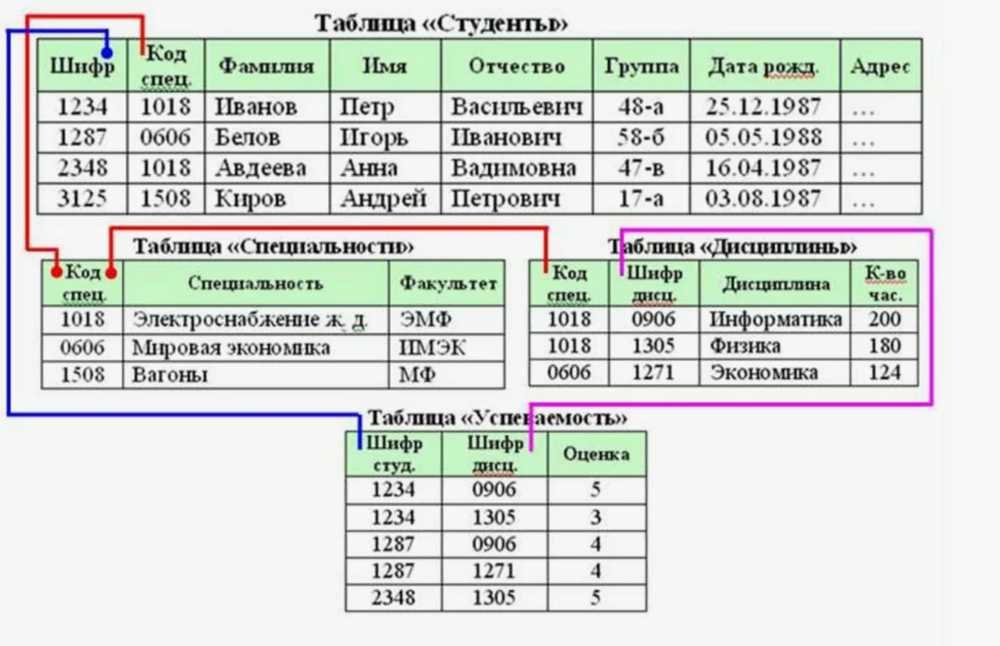 Таблица «Студенты»
Шифр Код спец. Фамилия Имя Отчество Группа Дата рожд. Адрес
1234 1018 Иванов Петр Васильевич 48-а 25.12.1987 ...
1287 0606 Белов Игорь Иванович 58-б 05.05.1988 ...
2348 1018 Авдеева Анна Вадимовна 47-в 16.04.1987 ...
3125 1508 Киров Андрей Петрович 17-а 03.08.1987 ...
Таблица «Специальности»
Код спец. Специальность Факультет
1018 Электроснабжение ж. д. ЭМФ
0606 Мировая экономика ИМЭК
1508 Вагоны МФ
Таблица «Дисциплины»
Код спец. Шифр дисц. Дисциплина К-во час.
1018 0906 Информатика 200
1018 1305 Физика 180
0606 1271 Экономика 124
Таблица «Успеваемость»
Шифр студ. Шифр дисц. Оценка
1234 0906 5
1234 1305 3
1287 0906 4
1287 1271 4
2348 1305 5